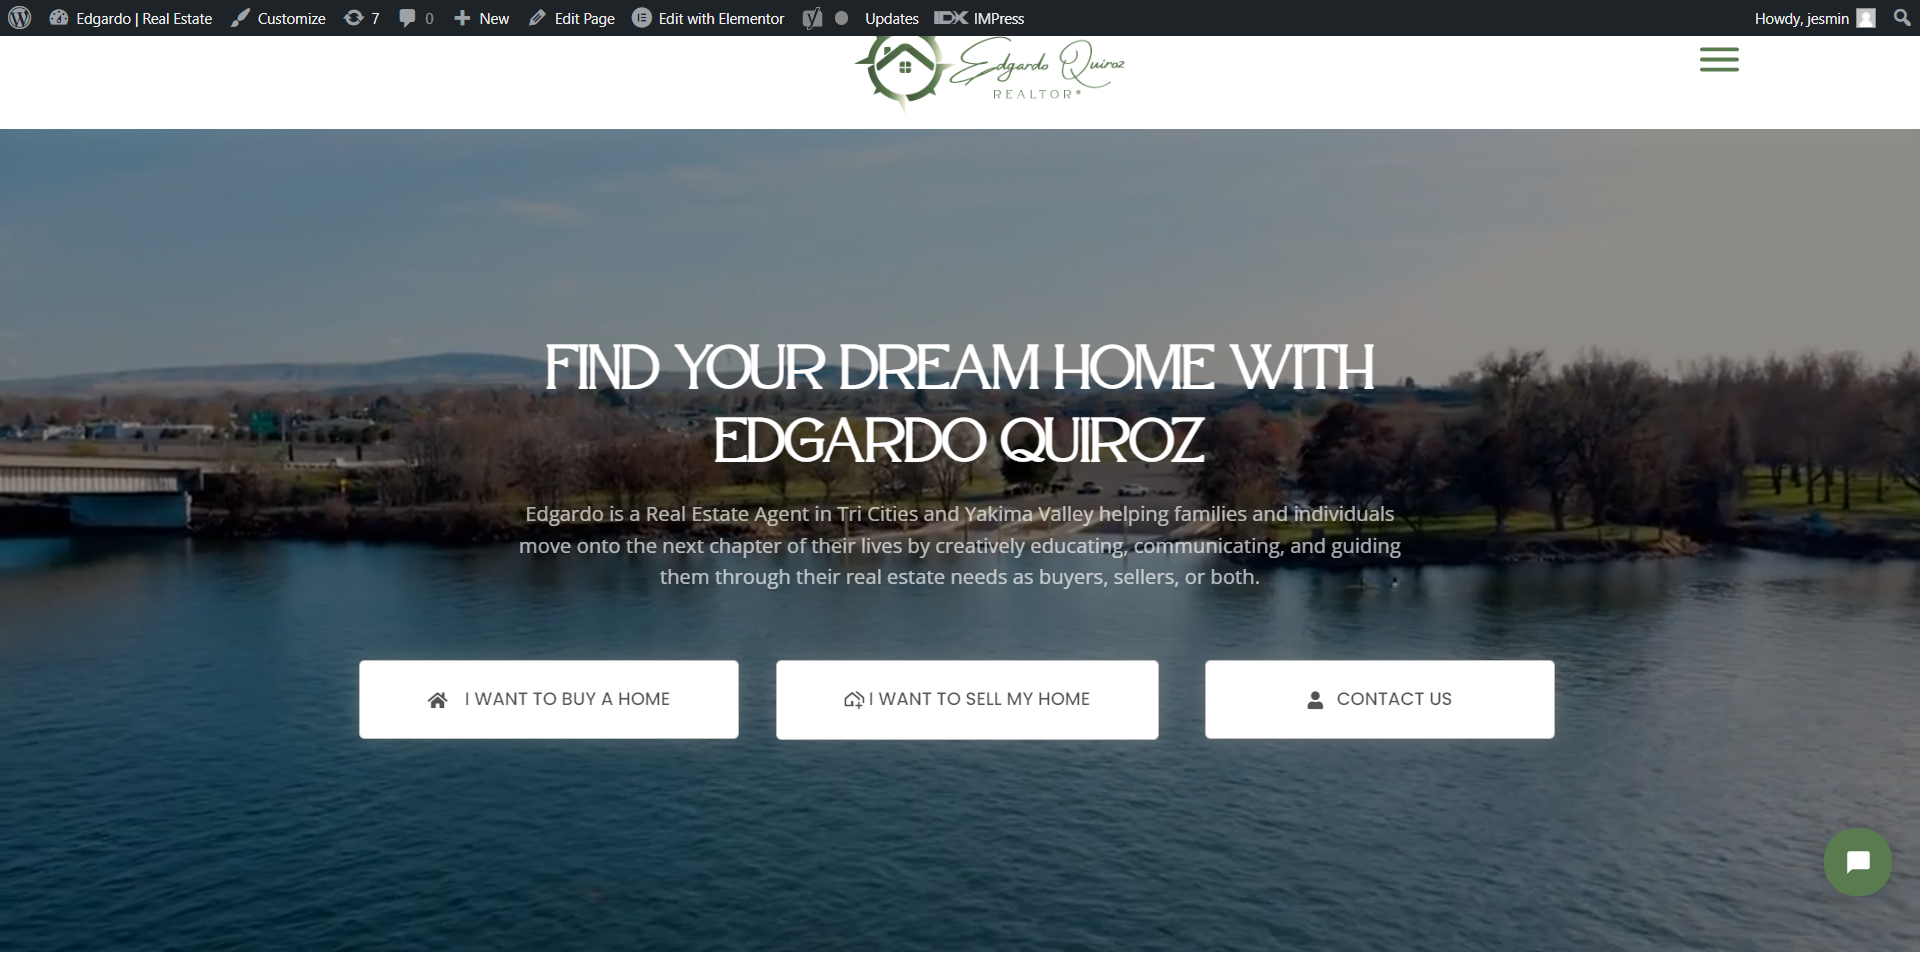 Edgardo | Real Estate Customize 7 0 New Edit Page Edit with Elementor Updates IDX IMPress Howdy, jesmin
Edgardo Quiroz
REALTOR®
FIND YOUR DREAM HOME WITH
EDGARDO QUIROZ
Edgardo is a Real Estate Agent in Tri Cities and Yakima Valley helping families and individuals
move onto the next chapter of their lives by creatively educating, communicating, and guiding
them through their real estate needs as buyers, sellers, or both.
I WANT TO BUY A HOME I WANT TO SELL MY HOME CONTACT US